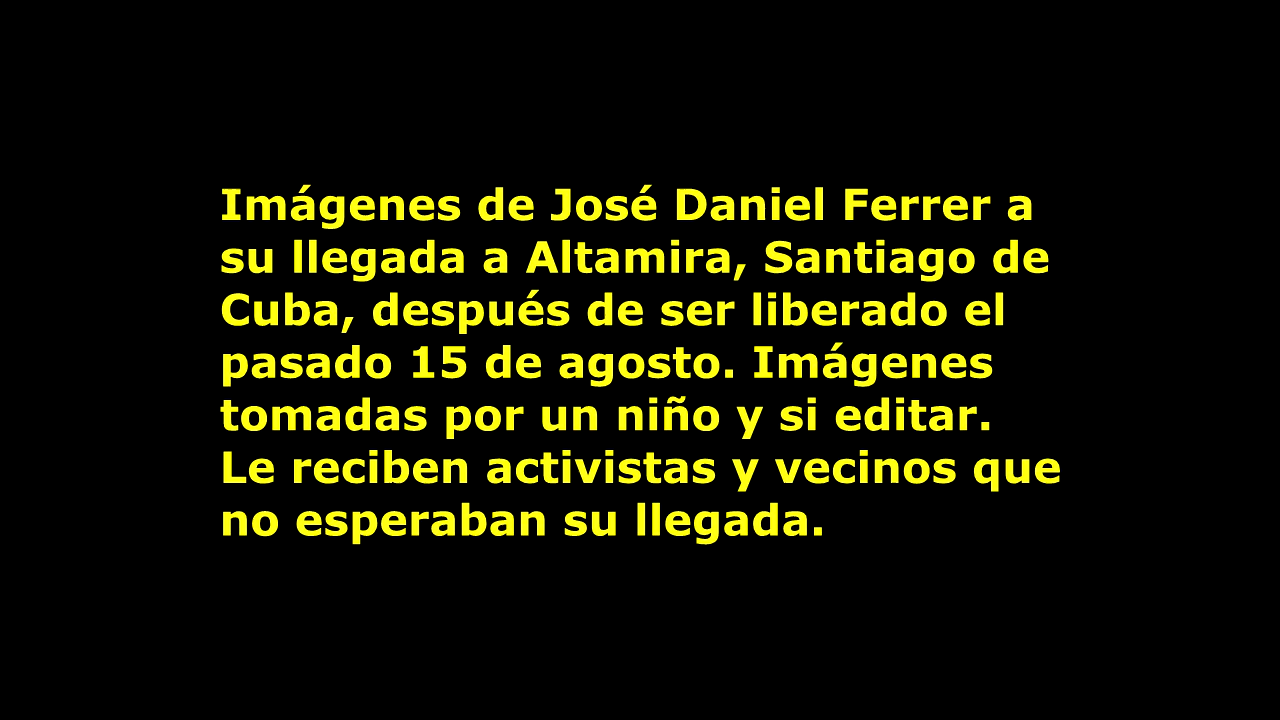 Imágenes de José Daniel Ferrer a
su llegada a Altamira, Santiago de
Cuba, después de ser liberado el
pasado 15 de agosto. Imágenes
tomadas por un niño y si editar.
Le reciben activistas y vecinos que
no esperaban su llegada.